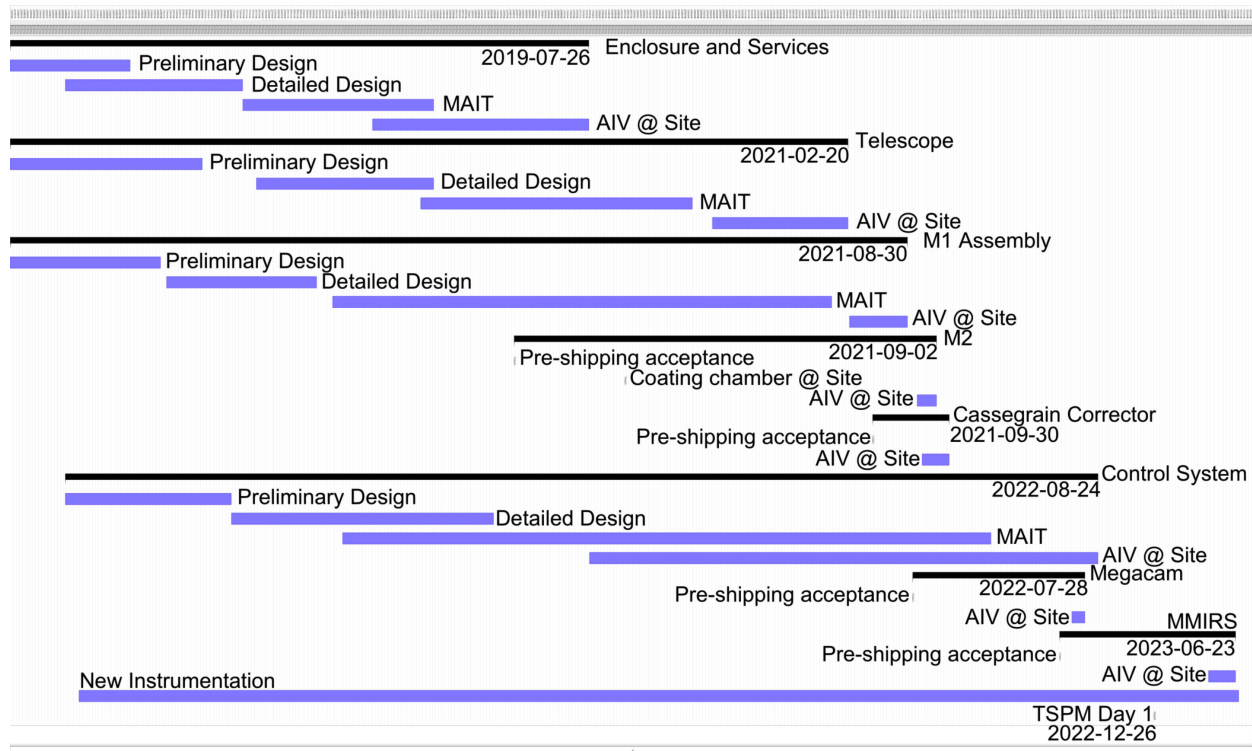 Enclosure and Services
2019-07-26
Preliminary Design
Detailed Design
MAIT
AIV @ Site
Telescope
2021-02-20
Preliminary Design
Detailed Design
MAIT
AIV @ Site
M1 Assembly
2021-08-30
Preliminary Design
Detailed Design
MAIT
AIV @ Site
M2
2021-09-02
Pre-shipping acceptance
Coating chamber @ Site
AIV @ Site
Cassegrain Corrector
2021-09-30
Pre-shipping acceptance
AIV @ Site
Control System
2022-08-24
Preliminary Design
Detailed Design
MAIT
AIV @ Site
Megacam
2022-07-28
Pre-shipping acceptance
AIV @ Site
MMIRS
2023-06-23
Pre-shipping acceptance
AIV @ Site
New Instrumentation
TSPM Day 1
2022-12-26